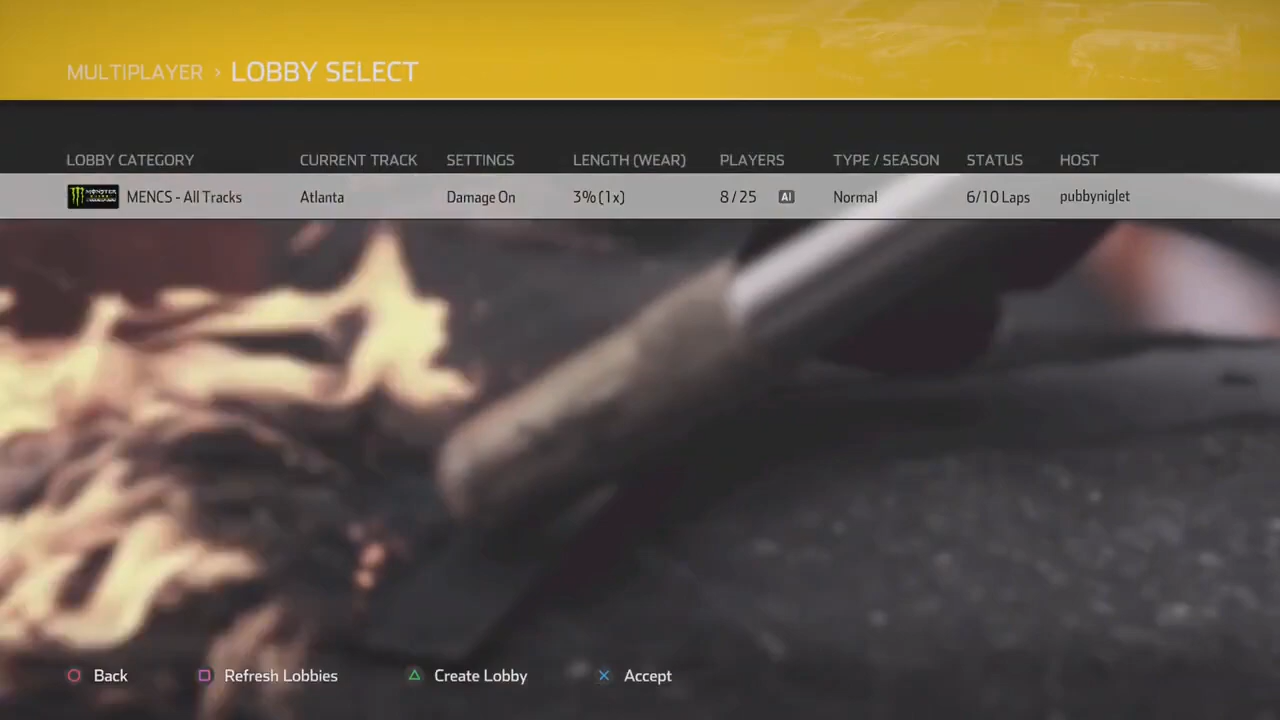 MULTIPLAYER › LOBBY SELECT
LOBBY CATEGORY CURRENT TRACK SETTINGS LENGTH (WEAR) PLAYERS TYPE / SEASON STATUS HOST
MONSTER MENCS - All Tracks Atlanta Damage On 3% (1x) 8 / 25 AI Normal 6/10 Laps pubbyniglet
Back Refresh Lobbies Create Lobby Accept